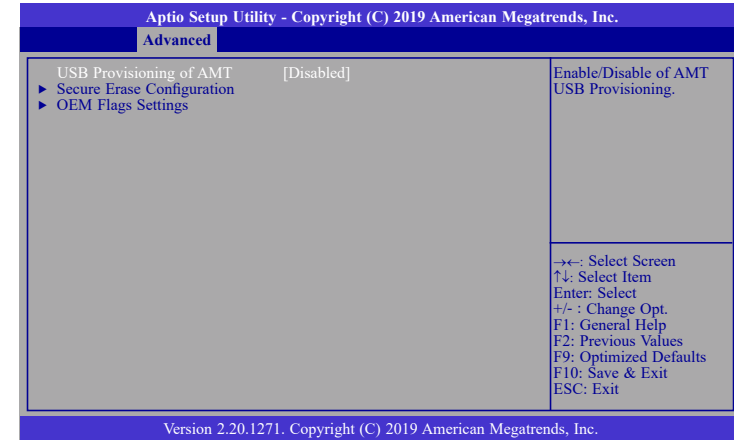 Aptio Setup Utility - Copyright (C) 2019 American Megatrends, Inc.
Advanced
USB Provisioning of AMT [Disabled]
► Secure Erase Configuration
► OEM Flags Settings
Enable/Disable of AMT
USB Provisioning.
→←: Select Screen
↑↓: Select Item
Enter: Select
+/- : Change Opt.
F1: General Help
F2: Previous Values
F9: Optimized Defaults
F10: Save & Exit
ESC: Exit
Version 2.20.1271. Copyright (C) 2019 American Megatrends, Inc.